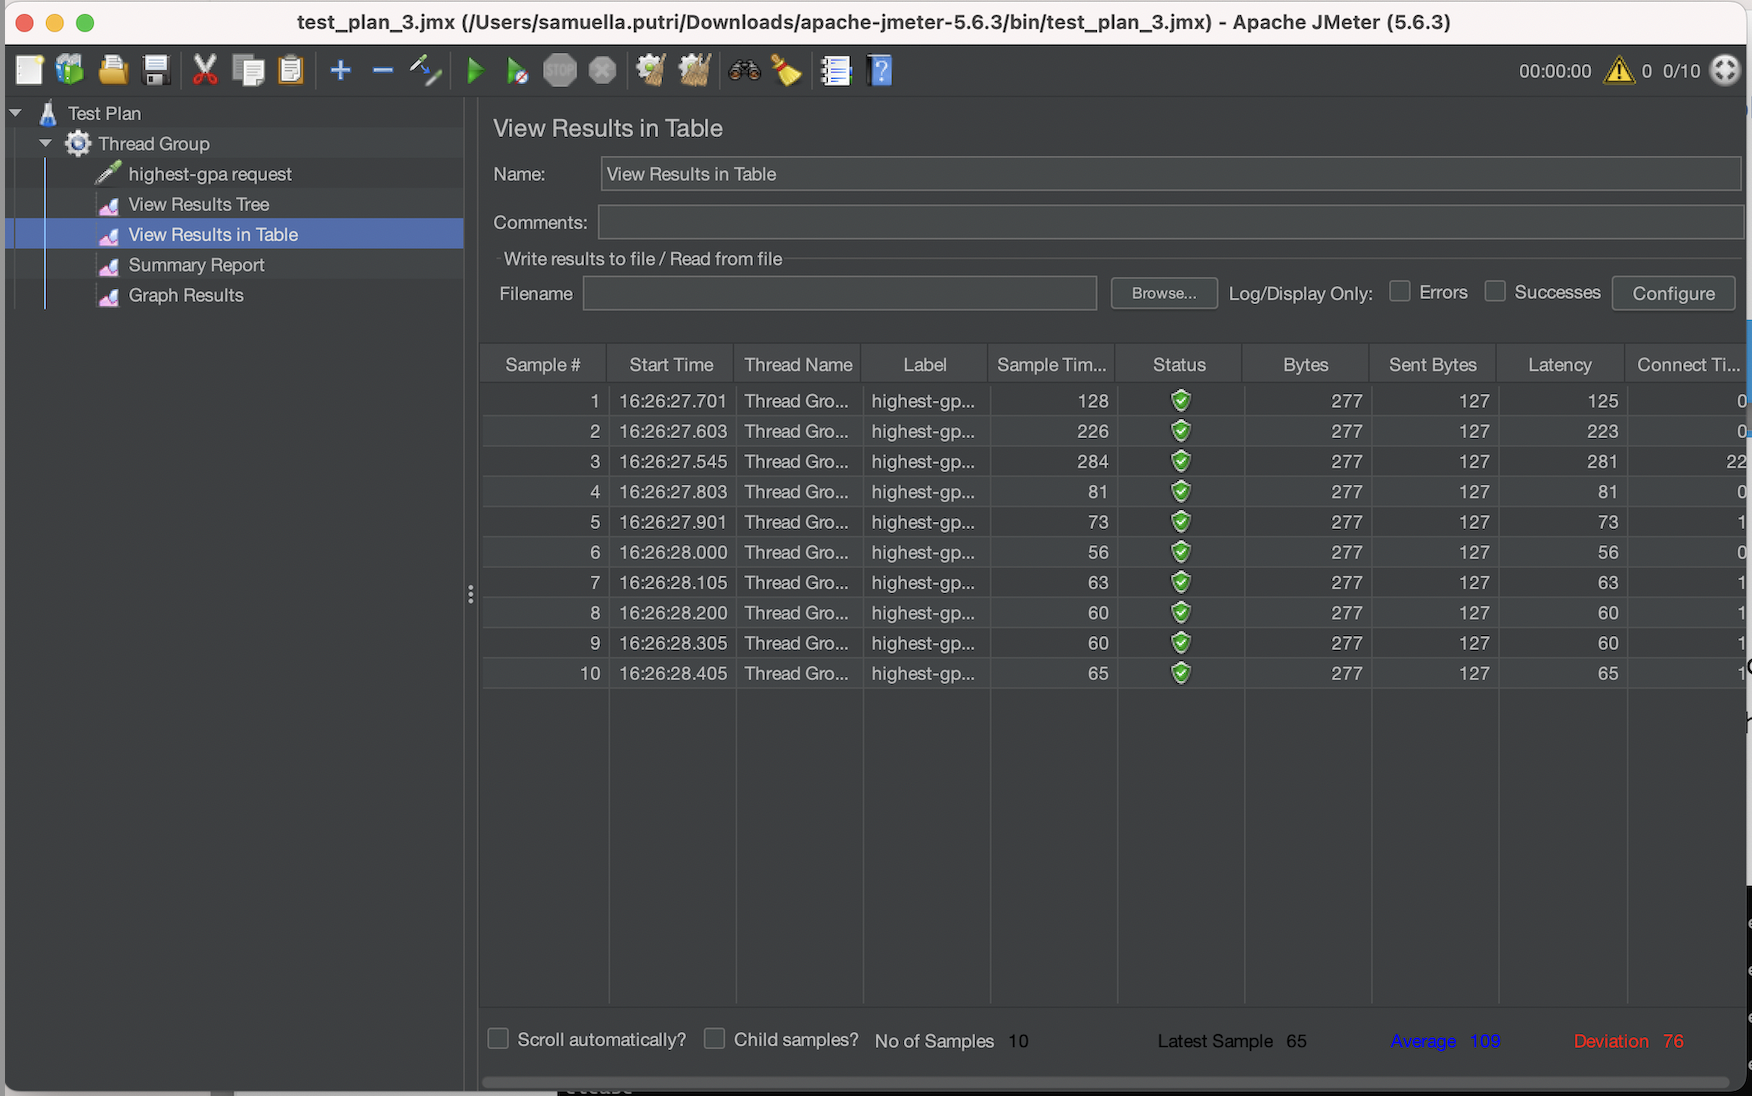 test_plan_3.jmx (/Users/samuella.putri/Downloads/apache-jmeter-5.6.3/bin/test_plan_3.jmx) - Apache JMeter (5.6.3)
STOP
00:00:00 0 0/10
Test Plan
Thread Group
highest-gpa request
View Results Tree
View Results in Table
Summary Report
Graph Results
View Results in Table
Name: View Results in Table
Comments:
Write results to file / Read from file
Filename Browse... Log/Display Only: Errors Successes Configure
Sample # Start Time Thread Name Label Sample Tim... Status Bytes Sent Bytes Latency Connect Ti...
1 16:26:27.701 Thread Gro... highest-gp... 128 277 127 125 0
2 16:26:27.603 Thread Gro... highest-gp... 226 277 127 223 0
3 16:26:27.545 Thread Gro... highest-gp... 284 277 127 281 22
4 16:26:27.803 Thread Gro... highest-gp... 81 277 127 81 0
5 16:26:27.901 Thread Gro... highest-gp... 73 277 127 73 1
6 16:26:28.000 Thread Gro... highest-gp... 56 277 127 56 0
7 16:26:28.105 Thread Gro... highest-gp... 63 277 127 63 1
8 16:26:28.200 Thread Gro... highest-gp... 60 277 127 60 1
9 16:26:28.305 Thread Gro... highest-gp... 60 277 127 60 1
10 16:26:28.405 Thread Gro... highest-gp... 65 277 127 65 1
Scroll automatically? Child samples? No of Samples 10 Latest Sample 65 Average 109 Deviation 76